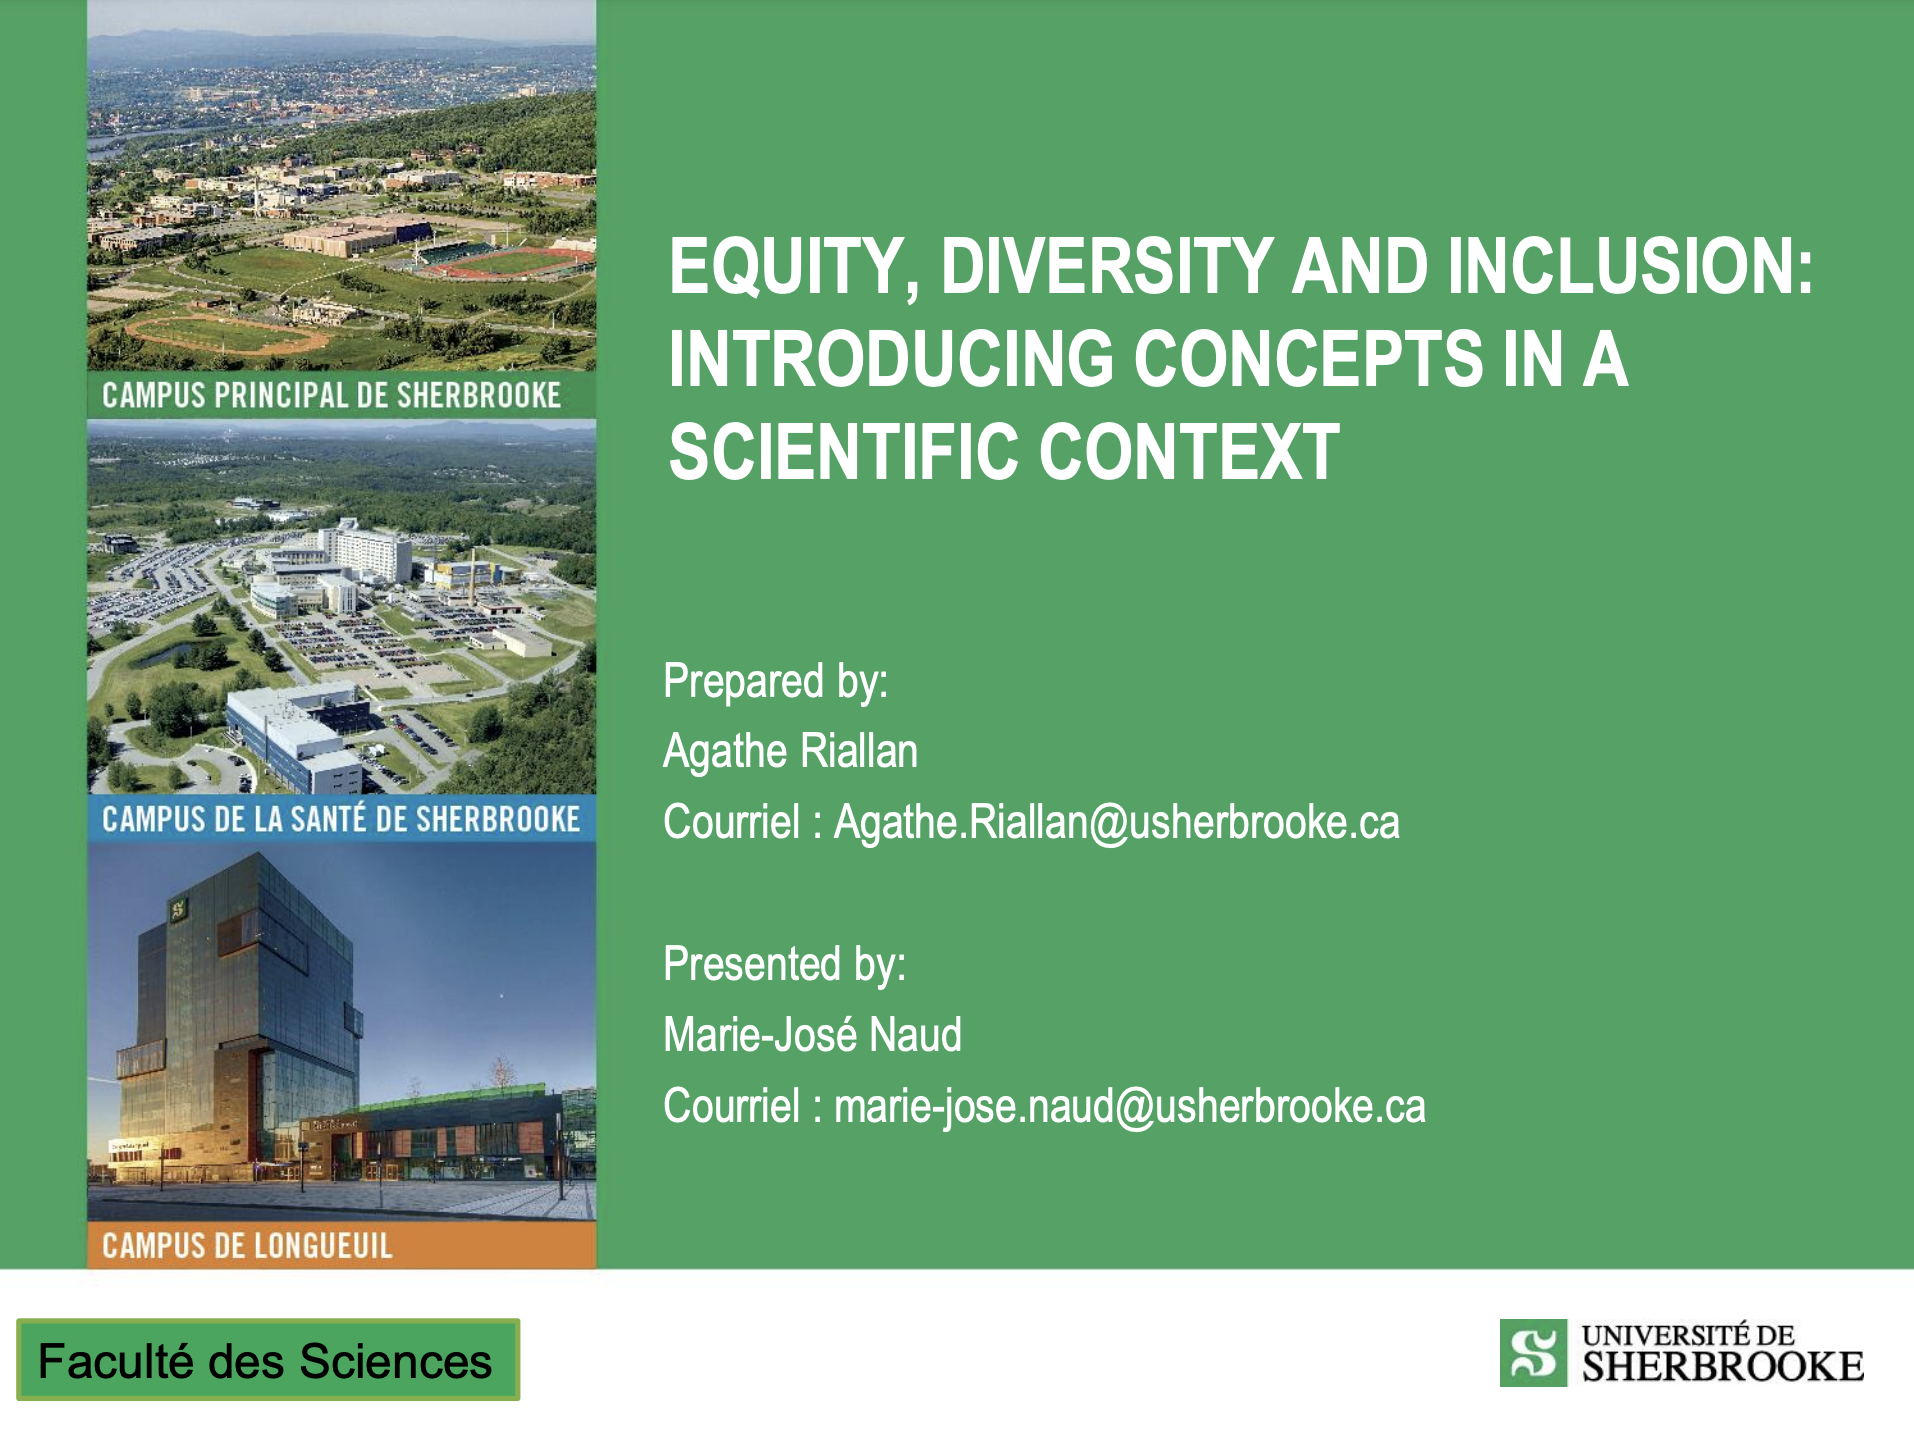 EQUITY, DIVERSITY AND INCLUSION:
INTRODUCING CONCEPTS IN A
SCIENTIFIC CONTEXT
CAMPUS PRINCIPAL DE SHERBROOKE
CAMPUS DE LA SANTÉ DE SHERBROOKE
CAMPUS DE LONGUEUIL
Prepared by:
Agathe Riallan
Courriel : Agathe.Riallan@usherbrooke.ca
Presented by:
Marie-José Naud
Courriel : marie-jose.naud@usherbrooke.ca
Faculté des Sciences
UNIVERSITÉ DE
SHERBROOKE